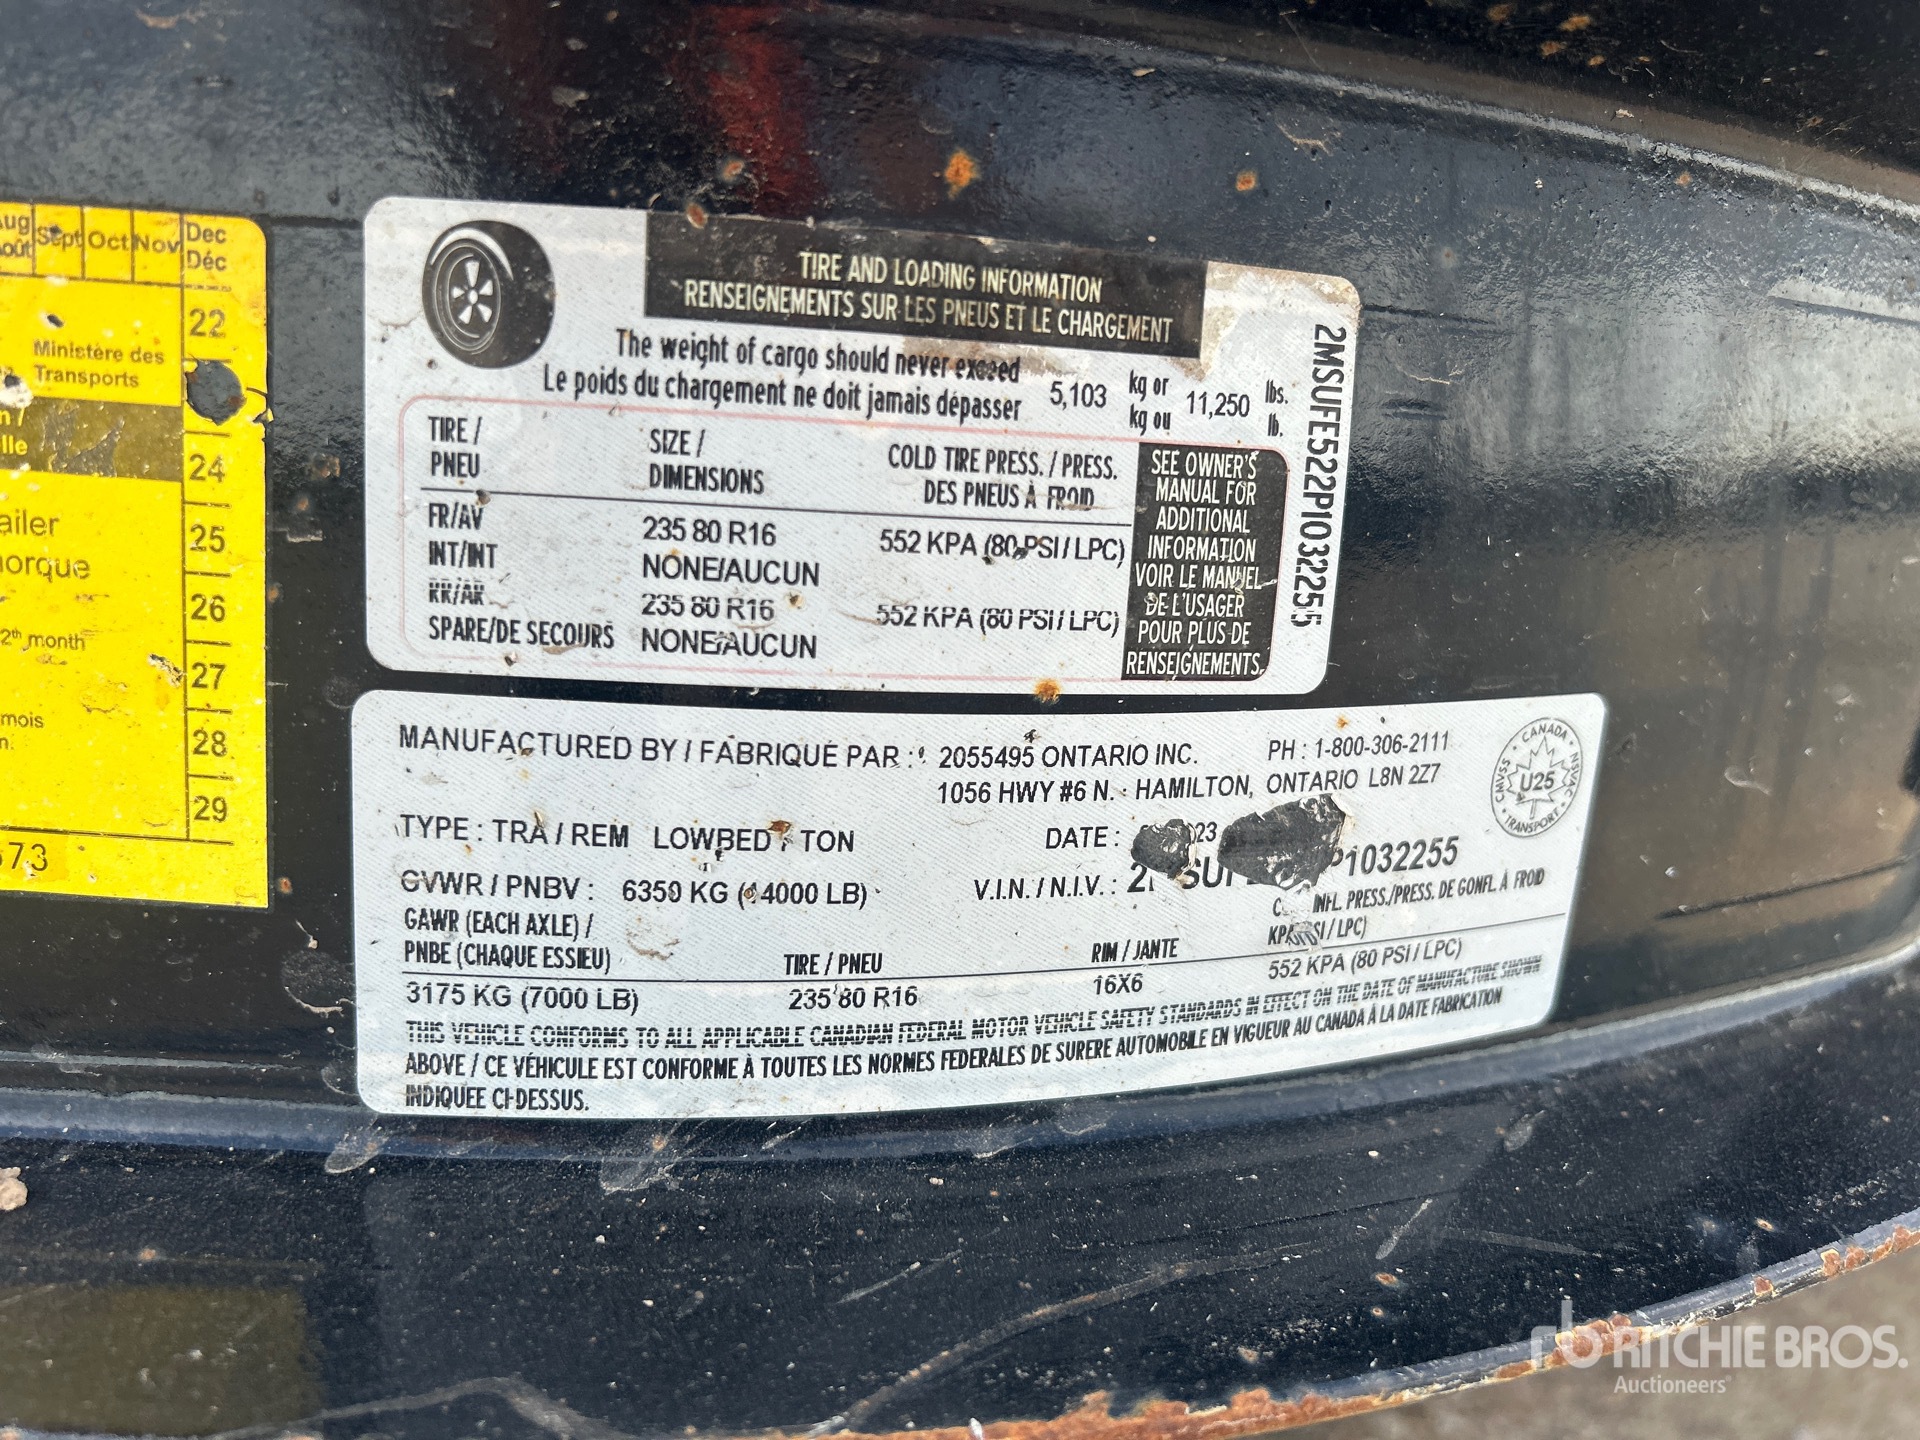 Aug Sept Oct Nov Dec
Août Déc
22
Ministère des
Transports
24
25
26
2th month
27
mois
28
29
TIRE AND LOADING INFORMATION
RENSEIGNEMENTS SUR LES PNEUS ET LE CHARGEMENT
The weight of cargo should never exceed
Le poids du chargement ne doit jamais dépasser
5,103 kg or 11,250 lbs.
kg ou lb.
TIRE / SIZE / COLD TIRE PRESS. / PRESS.
PNEU DIMENSIONS DES PNEUS À FROID
FR/AV 235 80 R16 552 KPA (80 PSI / LPC)
INT/INT NONE/AUCUN
RR/AR 235 80 R16 552 KPA (80 PSI / LPC)
SPARE/DE SECOURS NONE/AUCUN
SEE OWNER'S
MANUAL FOR
ADDITIONAL
INFORMATION
VOIR LE MANUEL
DE L'USAGER
POUR PLUS DE
RENSEIGNEMENTS.
2MSUFE522P1032255
MANUFACTURED BY / FABRIQUÉ PAR : 2055495 ONTARIO INC. PH : 1-800-306-2111
1056 HWY #6 N. HAMILTON, ONTARIO L8N 2Z7
CANADA
CMVSS U25 NSVAC
TRANSPORT
TYPE : TRA / REM LOWBED 7 TON DATE : 23
GVWR / PNBV : 6350 KG (14000 LB) V.I.N. / N.I.V. : P1032255
GAWR (EACH AXLE) / INFL. PRESS./PRESS. DE GONFL. À FROID
PNBE (CHAQUE ESSIEU) TIRE / PNEU RIM / JANTE
3175 KG (7000 LB) 235 80 R16 16X6 552 KPA (80 PSI / LPC)
THIS VEHICLE CONFORMS TO ALL APPLICABLE CANADIAN FEDERAL MOTOR VEHICLE SAFETY STANDARDS IN EFFECT ON THE DATE OF MANUFACTURE SHOWN
ABOVE / CE VÉHICULE EST CONFORME À TOUTES LES NORMES FEDERALES DE SURERE AUTOMOBILE EN VIGUEUR AU CANADA À LA DATE FABRICATION
INDIQUEE CI-DESSUS.
rb RITCHIE BROS.
Auctioneers